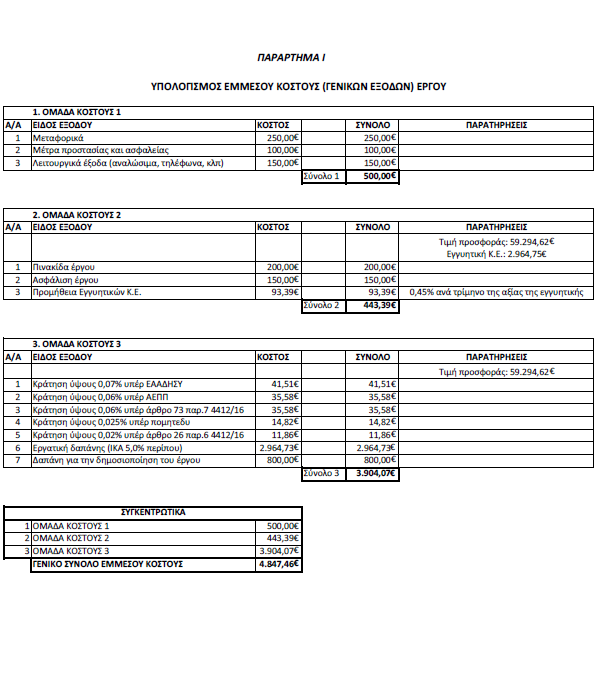 ΠΑΡΑΡΤΗΜΑ Ι
ΥΠΟΛΟΓΙΣΜΟΣ ΕΜΜΕΣΟΥ ΚΟΣΤΟΥΣ (ΓΕΝΙΚΩΝ ΕΞΟΔΩΝ) ΕΡΓΟΥ
1. ΟΜΑΔΑ ΚΟΣΤΟΥΣ 1
Α/Α ΕΙΔΟΣ ΕΞΟΔΟΥ ΚΟΣΤΟΣ ΣΥΝΟΛΟ ΠΑΡΑΤΗΡΗΣΕΙΣ
1 Μεταφορικά 250,00€ 250,00€
2 Μέτρα προστασίας και ασφαλείας 100,00€ 100,00€
3 Λειτουργικά έξοδα (αναλώσιμα, τηλέφωνα, κλπ) 150,00€ 150,00€
Σύνολο 1 500,00€
2. ΟΜΑΔΑ ΚΟΣΤΟΥΣ 2
Α/Α ΕΙΔΟΣ ΕΞΟΔΟΥ ΚΟΣΤΟΣ ΣΥΝΟΛΟ ΠΑΡΑΤΗΡΗΣΕΙΣ
Τιμή προσφοράς: 59.294,62€
Εγγυητική Κ.Ε.: 2.964,75€
1 Πινακίδα έργου 200,00€ 200,00€
2 Ασφάλιση έργου 150,00€ 150,00€
3 Προμήθεια Εγγυητικών Κ.Ε. 93,39€ 93,39€ 0,45% ανά τρίμηνο της αξίας της εγγυητικής
Σύνολο 2 443,39€
3. ΟΜΑΔΑ ΚΟΣΤΟΥΣ 3
Α/Α ΕΙΔΟΣ ΕΞΟΔΟΥ ΚΟΣΤΟΣ ΣΥΝΟΛΟ ΠΑΡΑΤΗΡΗΣΕΙΣ
Τιμή προσφοράς: 59.294,62€
1 Κράτηση ύψους 0,07% υπέρ ΕΑΑΔΗΣΥ 41,51€ 41,51€
2 Κράτηση ύψους 0,06% υπέρ ΑΕΠΠ 35,58€ 35,58€
3 Κράτηση ύψους 0,06% υπέρ άρθρο 73 παρ.7 4412/16 35,58€ 35,58€
4 Κράτηση ύψους 0,025% υπέρ πομητεδυ 14,82€ 14,82€
5 Κράτηση ύψους 0,02% υπέρ άρθρο 26 παρ.6 4412/16 11,86€ 11,86€
6 Εργατική δαπάνης (ΙΚΑ 5,0% περίπου) 2.964,73€ 2.964,73€
7 Δαπάνη για την δημοσιοποίηση του έργου 800,00€ 800,00€
Σύνολο 3 3.904,07€
ΣΥΓΚΕΝΤΡΩΤΙΚΑ
1 ΟΜΑΔΑ ΚΟΣΤΟΥΣ 1 500,00€
2 ΟΜΑΔΑ ΚΟΣΤΟΥΣ 2 443,39€
3 ΟΜΑΔΑ ΚΟΣΤΟΥΣ 3 3.904,07€
ΓΕΝΙΚΟ ΣΥΝΟΛΟ ΕΜΜΕΣΟΥ ΚΟΣΤΟΥΣ 4.847,46€